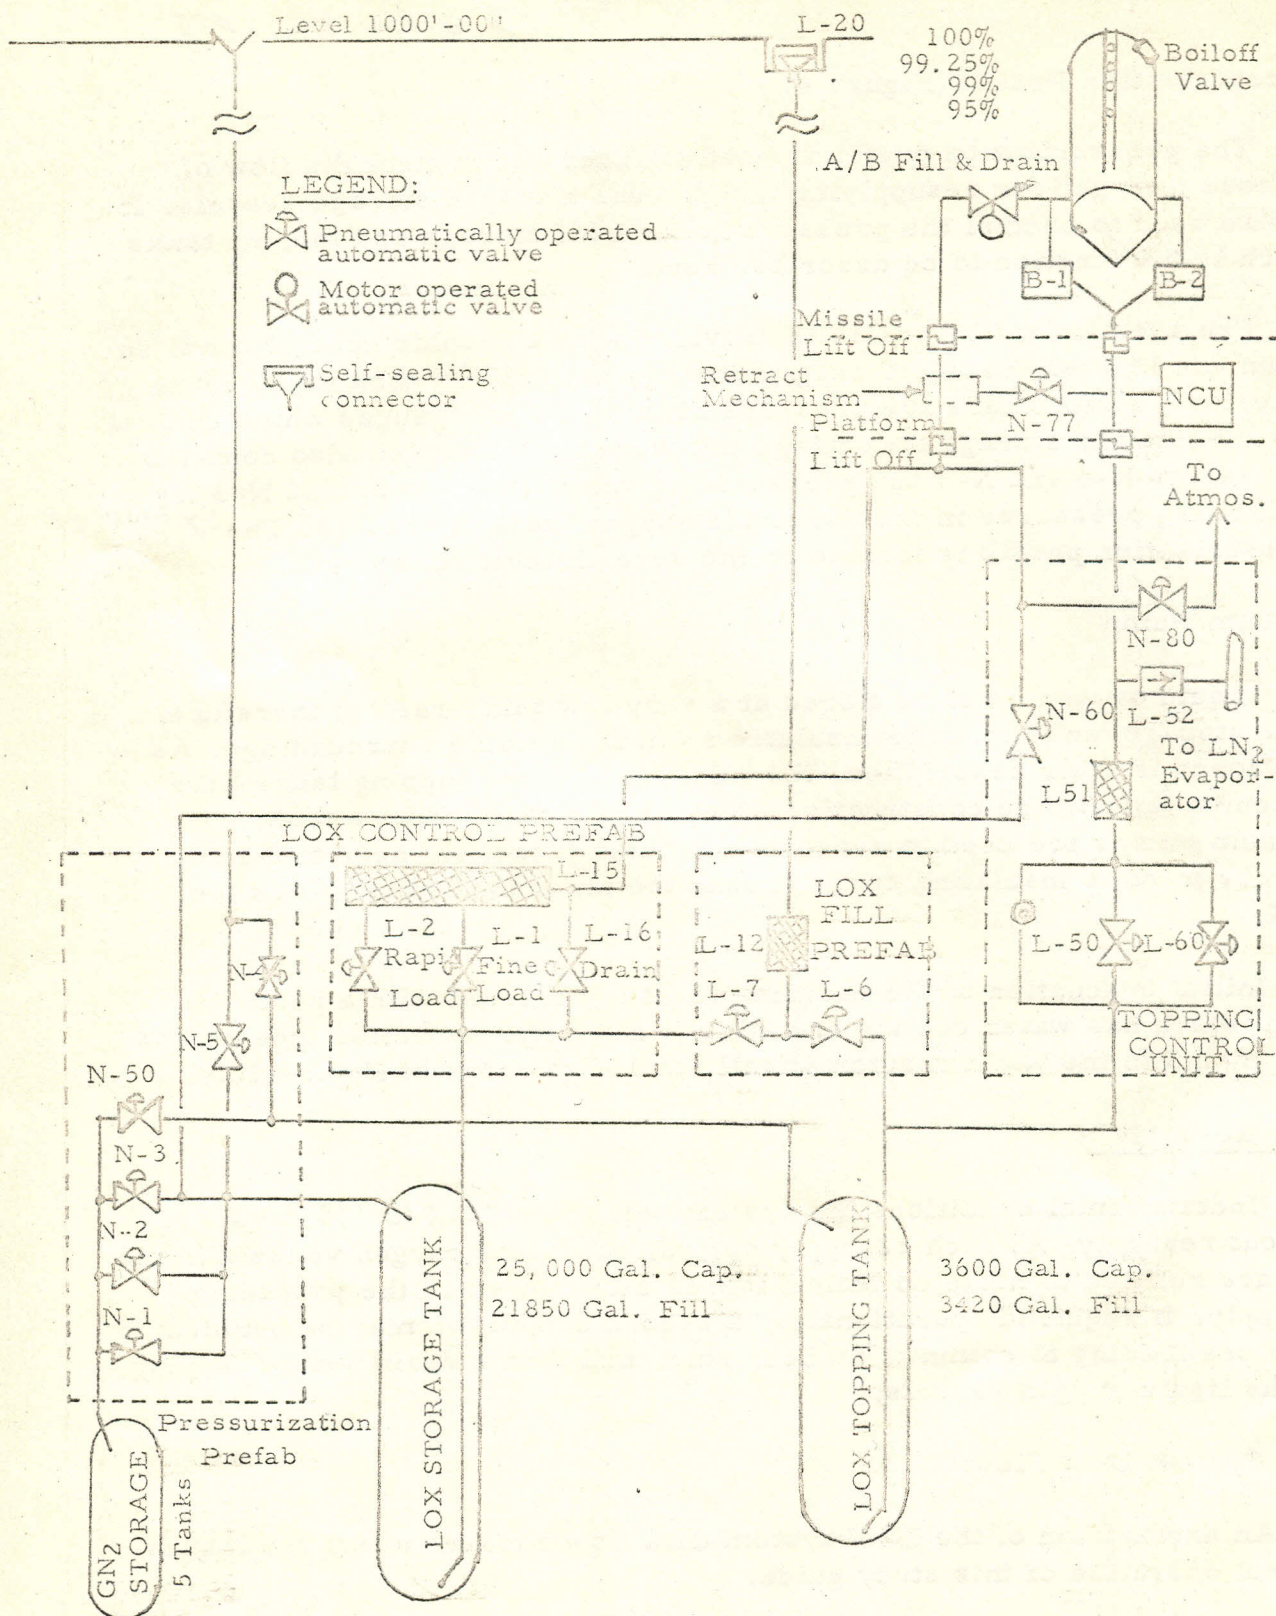 Level 1000'-00"
L-20
100%
99.25%
99%
95%
Boiloff
Valve
A/B Fill & Drain
LEGEND:
Pneumatically operated
automatic valve
Motor operated
automatic valve
Self-sealing
connector
B-1
B-2
Missile
Lift Off
Retract
Mechanism
N-77
NCU
Platform
Lift Off
To
Atmos.
N-80
N-60
L-52
To LN2
Evapor-
ator
L51
LOX CONTROL PREFAB
L-15
L-2
Rapid
Load
L-1
Fine
Load
L-16
Drain
LOX
FILL
PREFAB
L-12
L-7
L-6
L-50
L-60
TOPPING
CONTROL
UNIT
N-4
N-5
N-50
N-3
N-2
N-1
25,000 Gal. Cap.
21850 Gal. Fill
3600 Gal. Cap.
3420 Gal. Fill
LOX STORAGE TANK
LOX TOPPING TANK
Pressurization
Prefab
GN2
STORAGE
5 Tanks